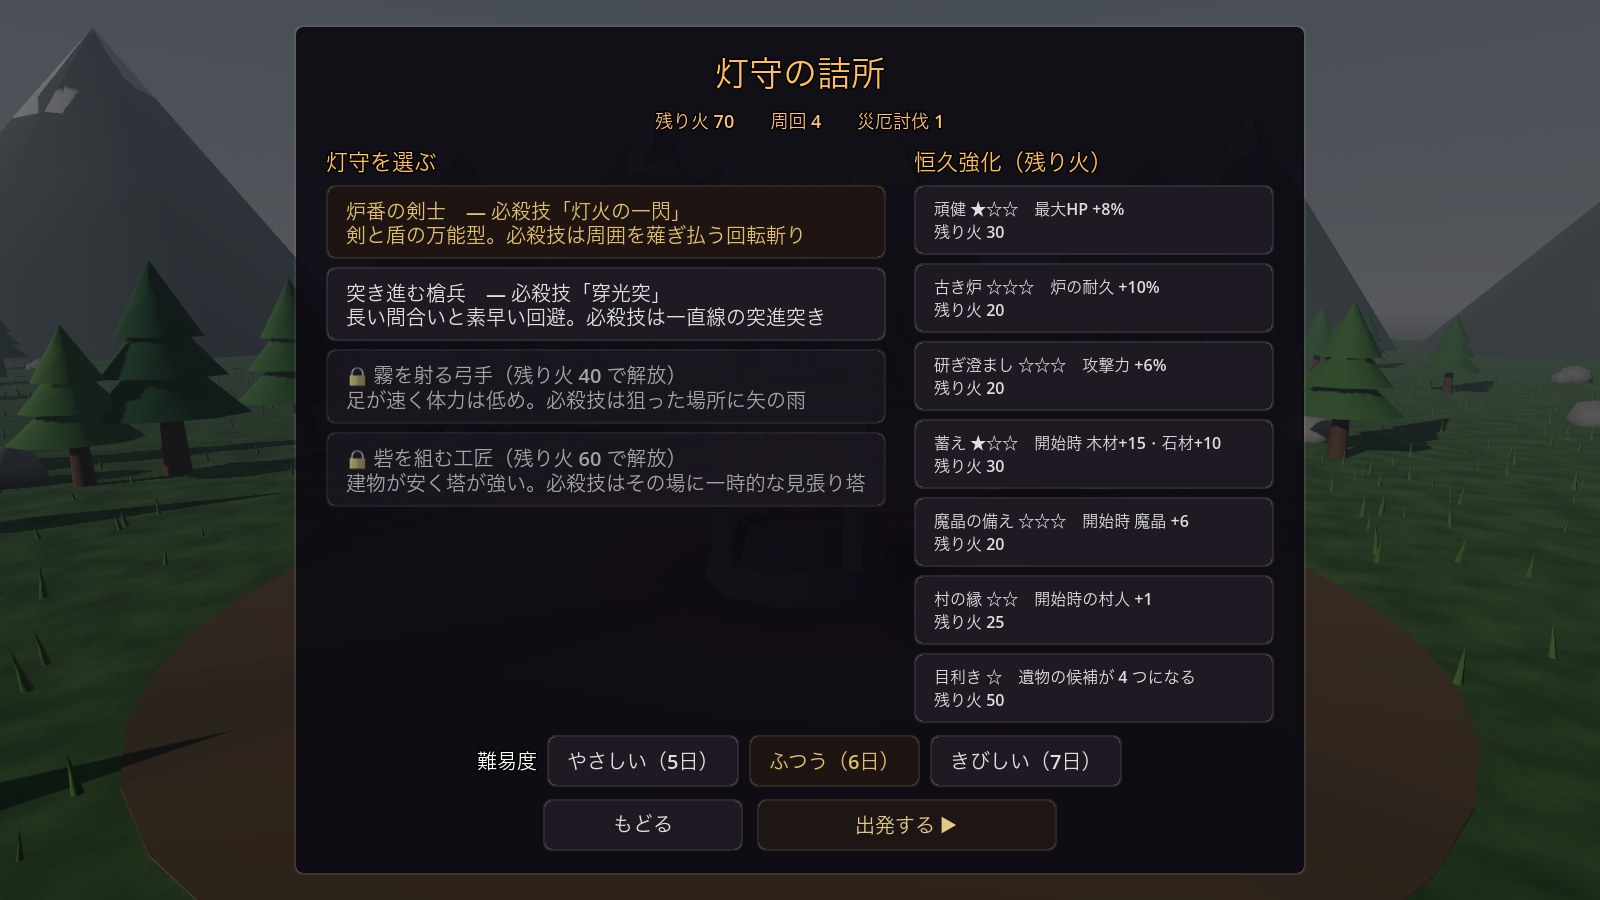 灯守の詰所
残り火 70 周回 4 災厄討伐 1
灯守を選ぶ
炉番の剣士 — 必殺技「灯火の一閃」
剣と盾の万能型。必殺技は周囲を薙ぎ払う回転斬り
突き進む槍兵 — 必殺技「穿光突」
長い間合いと素早い回避。必殺技は一直線の突進突き
霧を射る弓手（残り火 40 で解放）
足が速く体力は低め。必殺技は狙った場所に矢の雨
砦を組む工匠（残り火 60 で解放）
建物が安く塔が強い。必殺技はその場に一時的な見張り塔
恒久強化（残り火）
頑健 ★☆☆ 最大HP +8%
残り火 30
古き炉 ☆☆☆ 炉の耐久 +10%
残り火 20
研ぎ澄まし ☆☆☆ 攻撃力 +6%
残り火 20
蓄え ★☆☆ 開始時 木材+15・石材+10
残り火 30
魔晶の備え ☆☆☆ 開始時 魔晶 +6
残り火 20
村の縁 ☆☆ 開始時の村人 +1
残り火 25
目利き ☆ 遺物の候補が 4 つになる
残り火 50
難易度 やさしい（5日） ふつう（6日） きびしい（7日）
もどる 出発する ▶